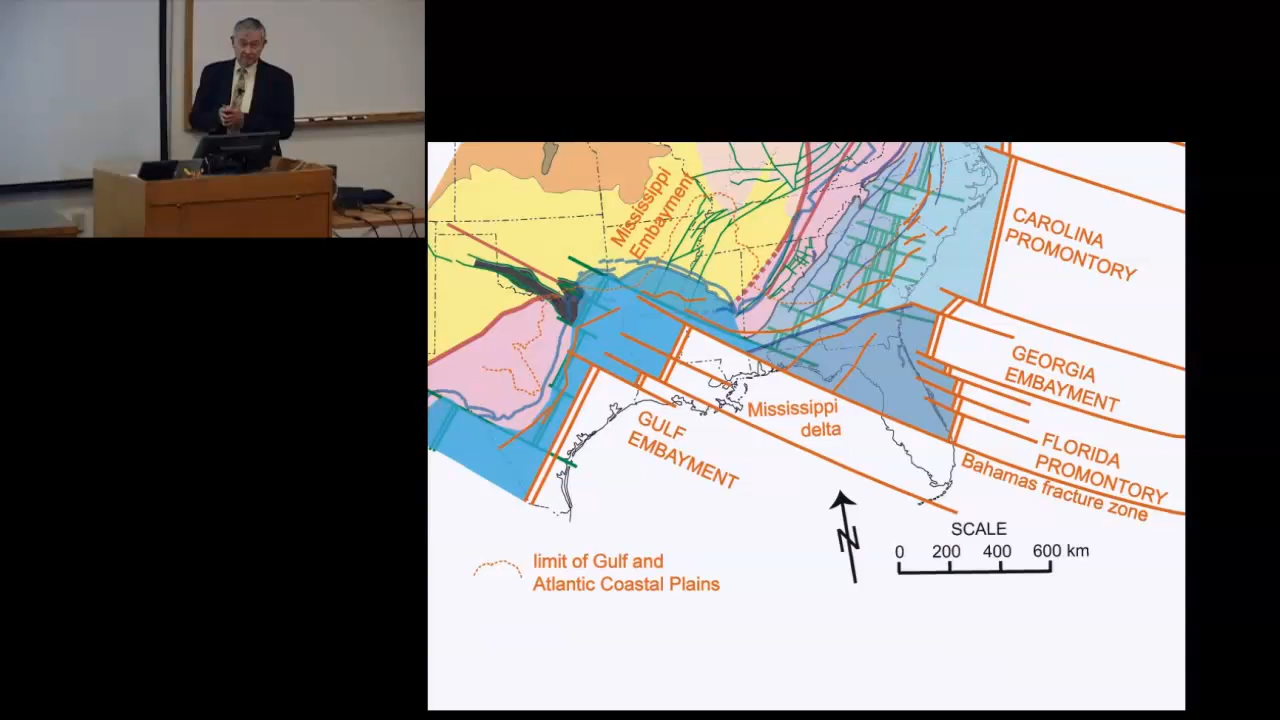 Mississippi
Embayment
CAROLINA
PROMONTORY
GEORGIA
EMBAYMENT
Mississippi
delta
GULF
EMBAYMENT
FLORIDA
PROMONTORY
Bahamas fracture zone
N
SCALE
0 200 400 600 km
limit of Gulf and
Atlantic Coastal Plains